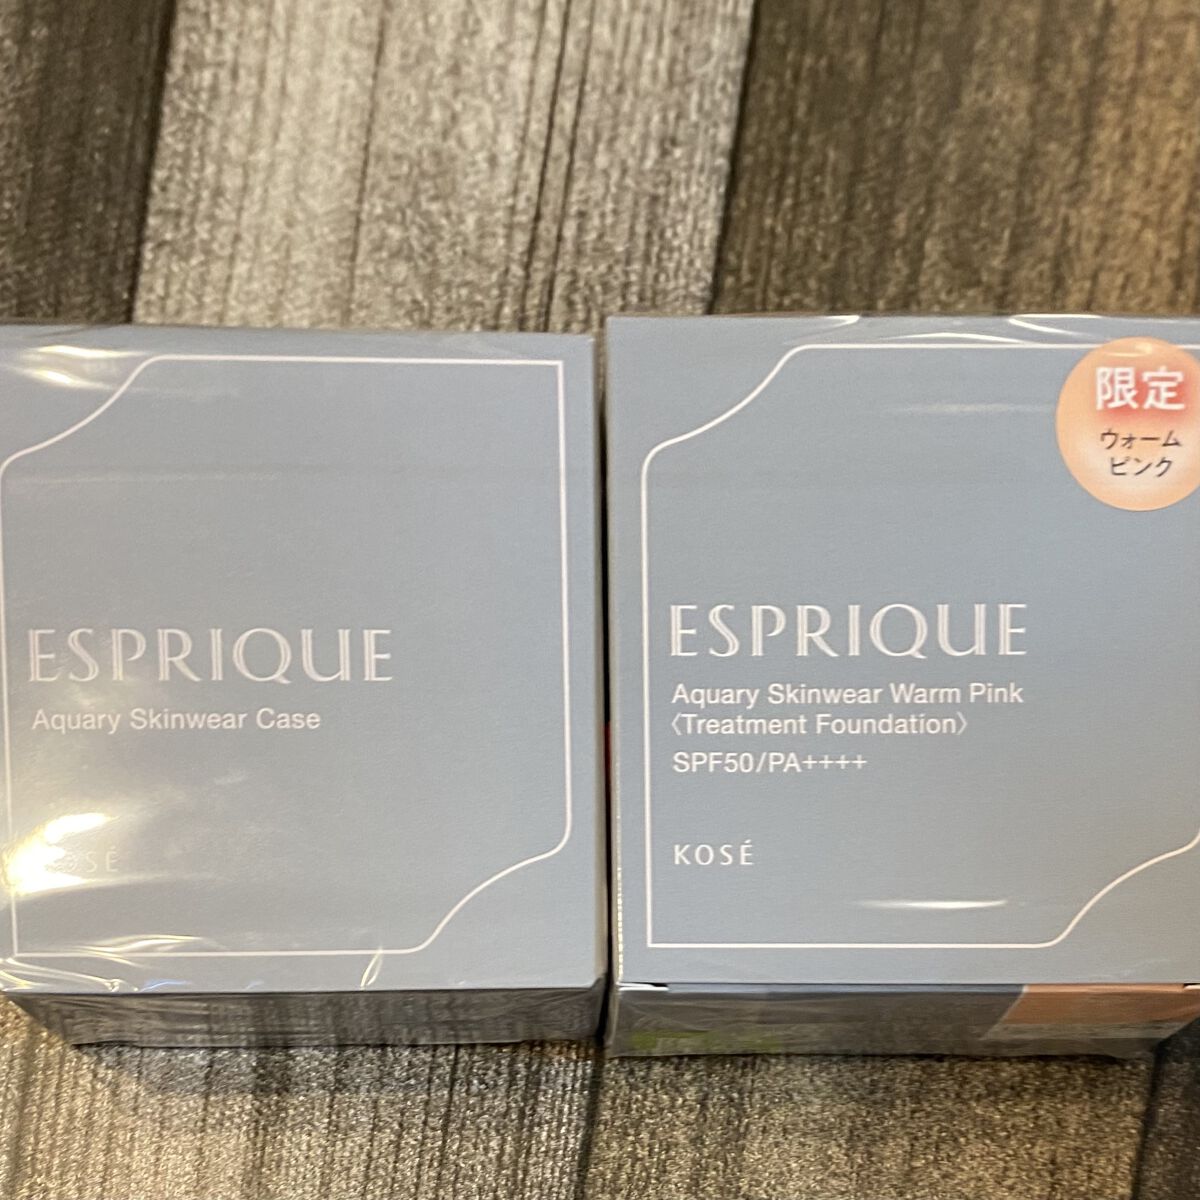 ESPRIQUE
Aquary Skinwear Case
KOSÉ
限定
ウォーム
ピンク
ESPRIQUE
Aquary Skinwear Warm Pink
〈Treatment Foundation〉
SPF50/PA++++
KOSÉ